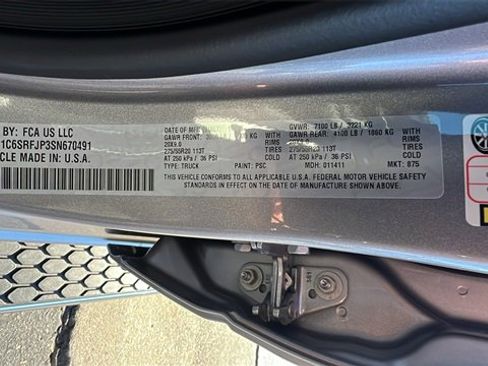 BY: FCA US LLC
1C6SRFJP3SN670491
CLE MADE IN: U.S.A.
DATE OF MFR
GAWR FRONT:
20X9.0
275/55R20 113T
AT 250 kPa / 36 PSI
TYPE: TRUCK
PAINT: PSC
MDH: 011411
MKT: 875
RIMS
TIRES
COLD
WITH
GVWR: 7100 LB / 3221 KG
GAWR REAR: 4100 LB / 1860 KG
20X9.0
275/55R20 113T
AT 250 kPa / 36 PSI
WITH
RIMS
TIRES
COLD
THIS VEHICLE CONFORMS TO ALL APPLICABLE U.S.A. FEDERAL MOTOR VEHICLE SAFETY
STANDARDS IN EFFECT ON THE DATE OF MANUFACTURE SHOWN ABOVE.